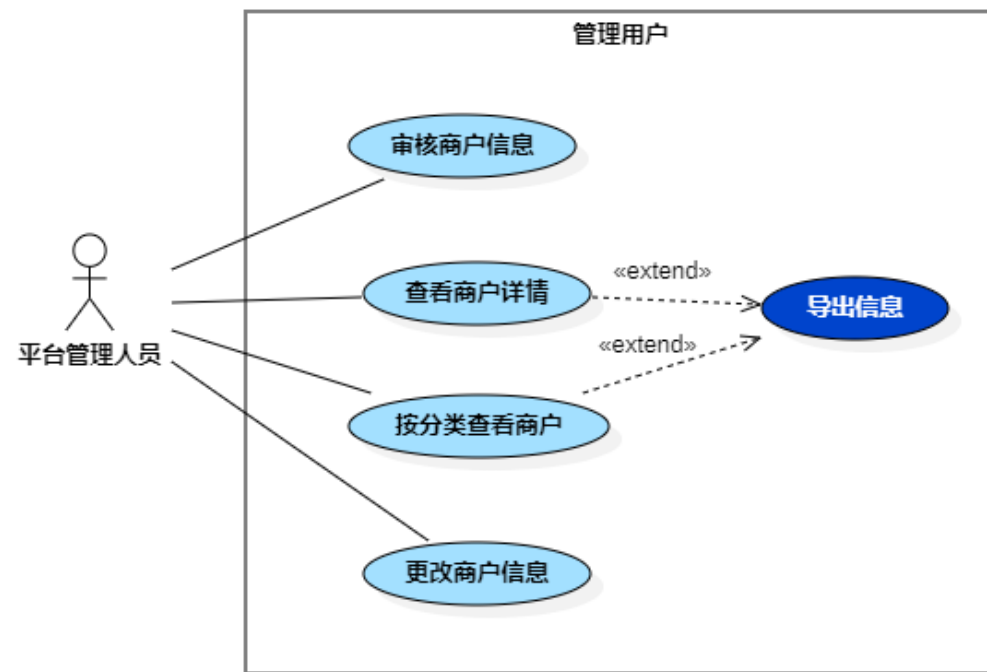 管理用户
审核商户信息
查看商户详情
«extend»
导出信息
平台管理人员
«extend»
按分类查看商户
更改商户信息